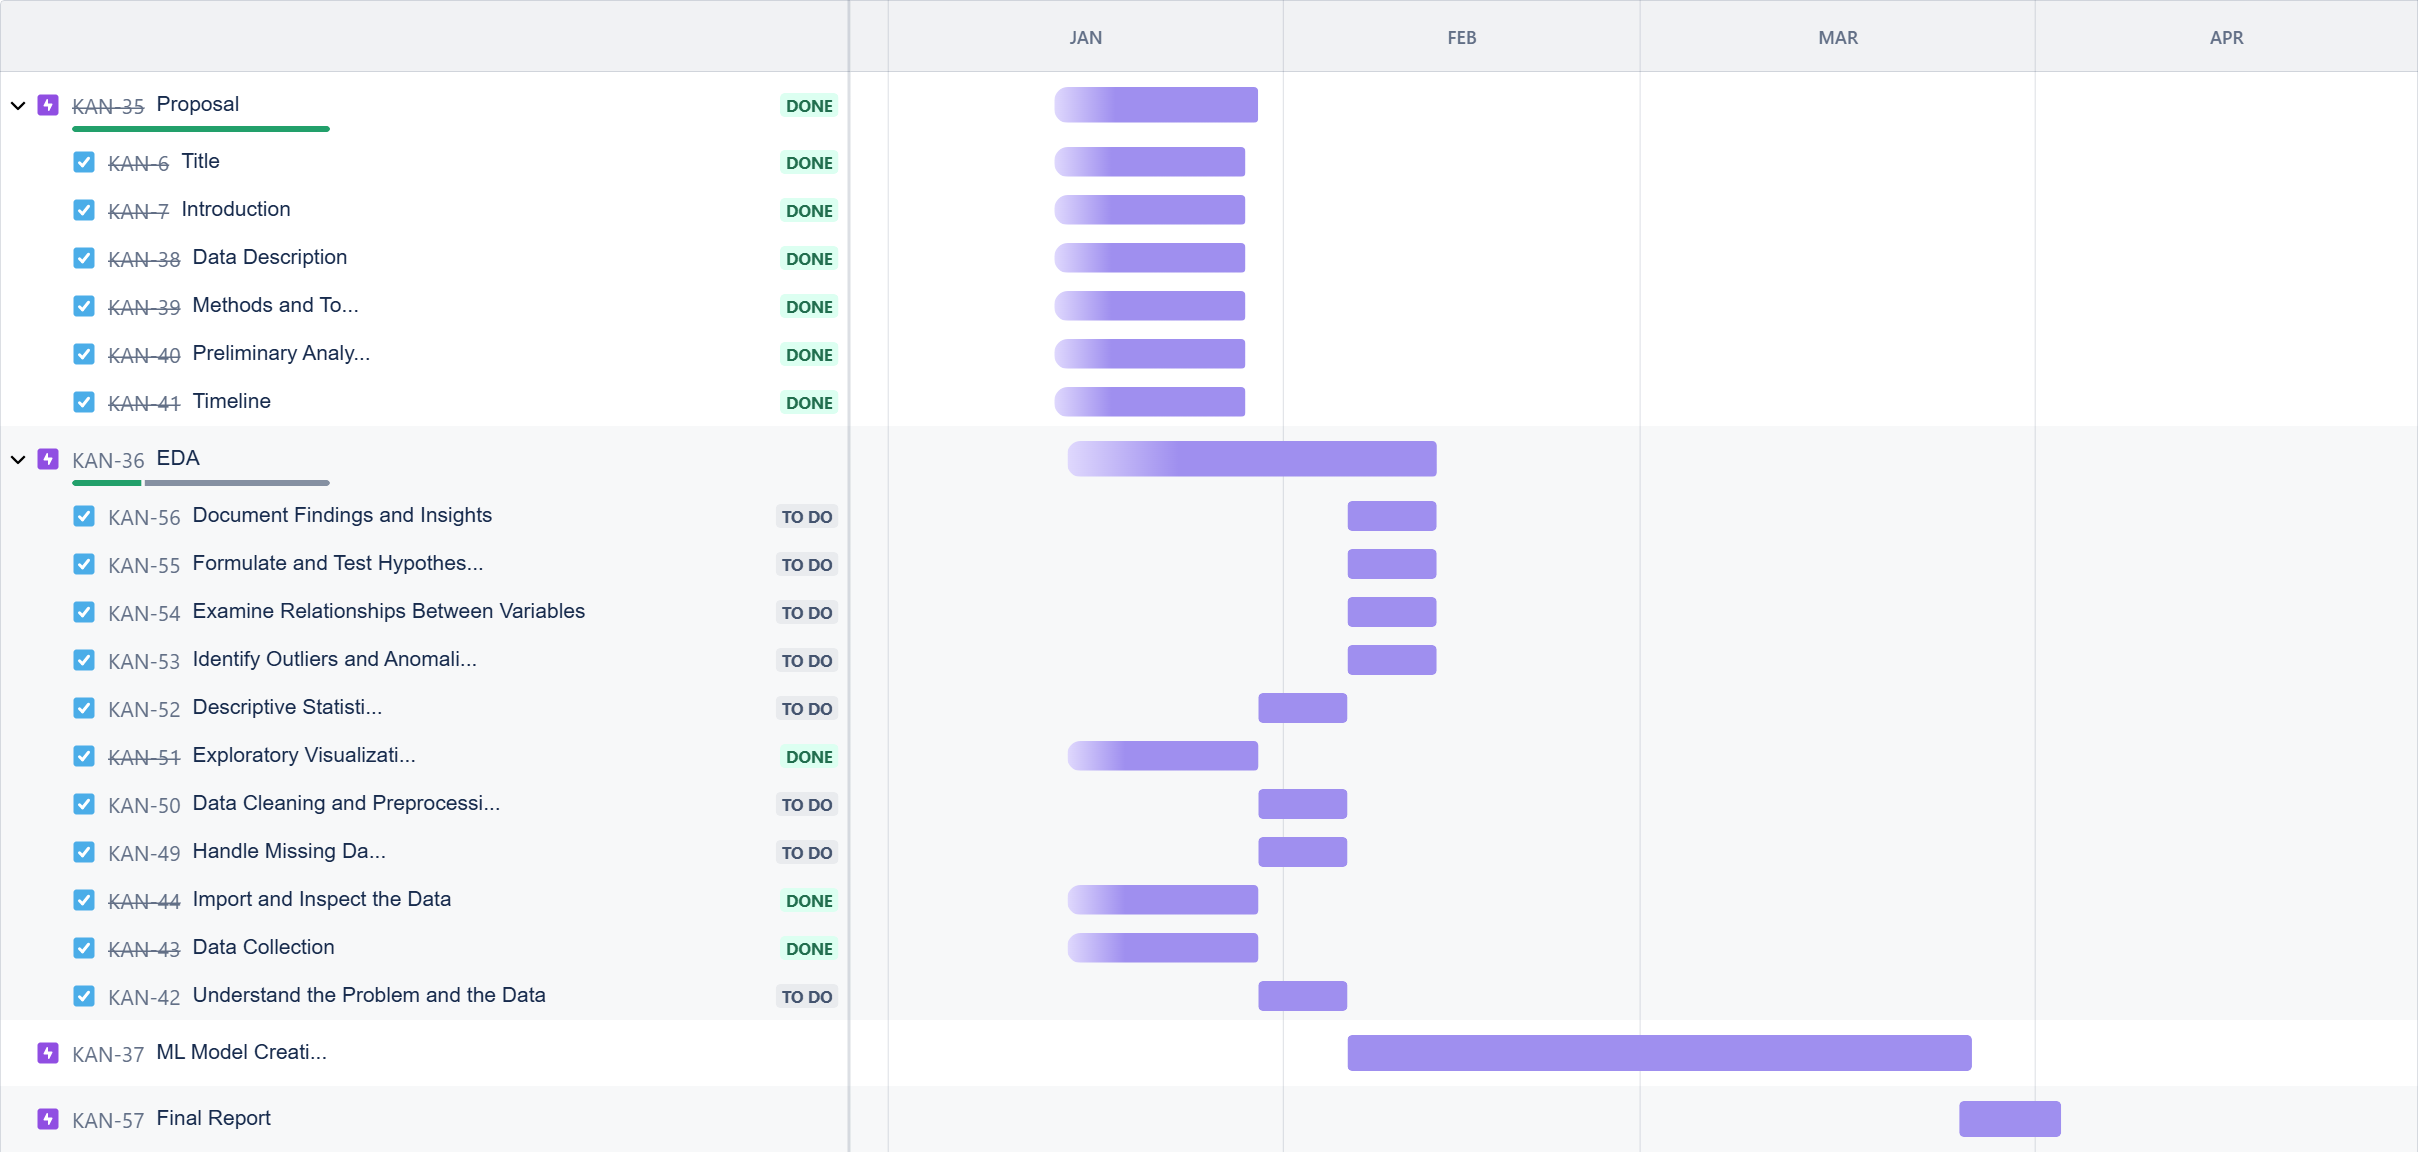 JAN FEB MAR APR
KAN-35 Proposal DONE
KAN-6 Title DONE
KAN-7 Introduction DONE
KAN-38 Data Description DONE
KAN-39 Methods and To... DONE
KAN-40 Preliminary Analy... DONE
KAN-41 Timeline DONE
KAN-36 EDA
KAN-56 Document Findings and Insights TO DO
KAN-55 Formulate and Test Hypothes... TO DO
KAN-54 Examine Relationships Between Variables TO DO
KAN-53 Identify Outliers and Anomali... TO DO
KAN-52 Descriptive Statisti... TO DO
KAN-51 Exploratory Visualizati... DONE
KAN-50 Data Cleaning and Preprocessi... TO DO
KAN-49 Handle Missing Da... TO DO
KAN-44 Import and Inspect the Data DONE
KAN-43 Data Collection DONE
KAN-42 Understand the Problem and the Data TO DO
KAN-37 ML Model Creati...
KAN-57 Final Report